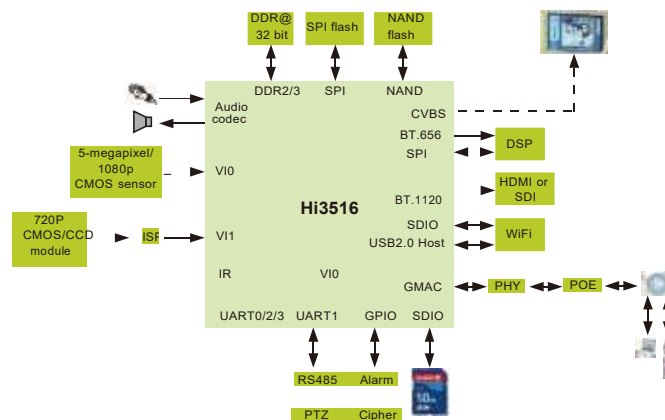 DDR@
32 bit
SPI flash
NAND
flash
DDR2/3
SPI
NAND
Audio
codec
CVBS
BT.656
SPI
DSP
5-megapixel/
1080p
CMOS sensor
VI0
Hi3516
BT.1120
HDMI or
SDI
720P
CMOS/CCD
module
ISP
VI1
SDIO
USB2.0 Host
WiFi
IR
VI0
GMAC
PHY
POE
UART0/2/3
UART1
GPIO
SDIO
RS485
Alarm
PTZ
Cipher